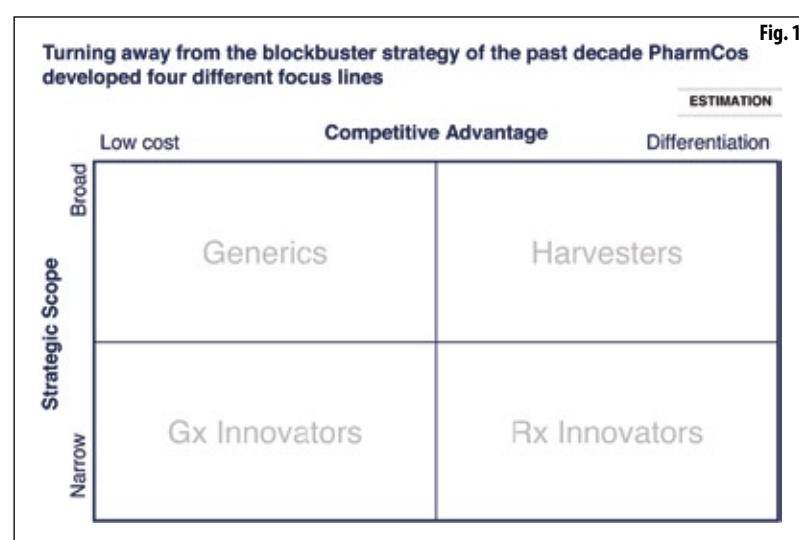 Fig. 1
Turning away from the blockbuster strategy of the past decade PharmCos
developed four different focus lines
ESTIMATION
Competitive Advantage
Low cost
Differentiation
Broad
Strategic Scope
Narrow
Generics
Harvesters
Gx Innovators
Rx Innovators